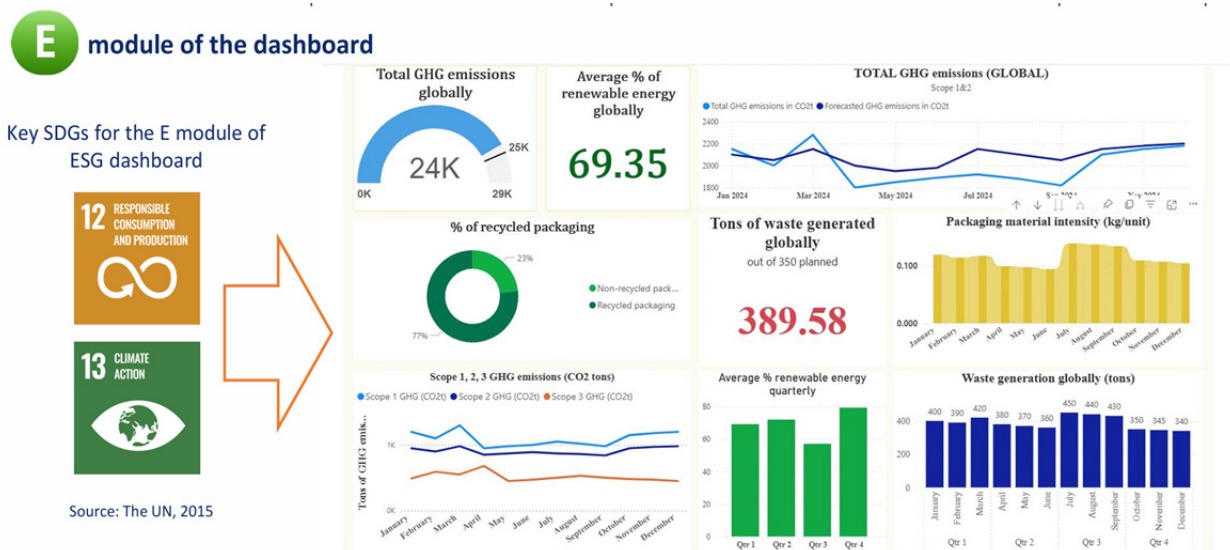 E module of the dashboard
Key SDGs for the E module of
ESG dashboard
12 RESPONSIBLE
CONSUMPTION
AND PRODUCTION
13 CLIMATE
ACTION
Source: The UN, 2015
Total GHG emissions
globally
24K
25K
0K
29K
Average % of
renewable energy
globally
69.35
TOTAL GHG emissions (GLOBAL)
Scope 1&2
Total GHG emissions in CO2t Forecasted GHG emissions in CO2t
2400
2200
2000
1800
Jan 2024 Mar 2024 May 2024 Jul 2024
% of recycled packaging
23%
Non-recycled pack...
Recycled packaging
77%
Tons of waste generated
globally
out of 350 planned
389.58
Packaging material intensity (kg/unit)
0.100
0.000
January February March April May June July August September October November December
Scope 1, 2, 3 GHG emissions (CO2 tons)
Scope 1 GHG (CO2t) Scope 2 GHG (CO2t) Scope 3 GHG (CO2t)
Tons of GHG emis...
1K
0K
January February March April May June July August September October November December
Average % renewable energy
quarterly
80
60
40
20
0
Qtr 1 Qtr 2 Qtr 3 Qtr 4
Waste generation globally (tons)
400 390 420 380 370 360 450 440 430 350 345 340
400
200
0
January February March April May June July August September October November December
Qtr 1 Qtr 2 Qtr 3 Qtr 4